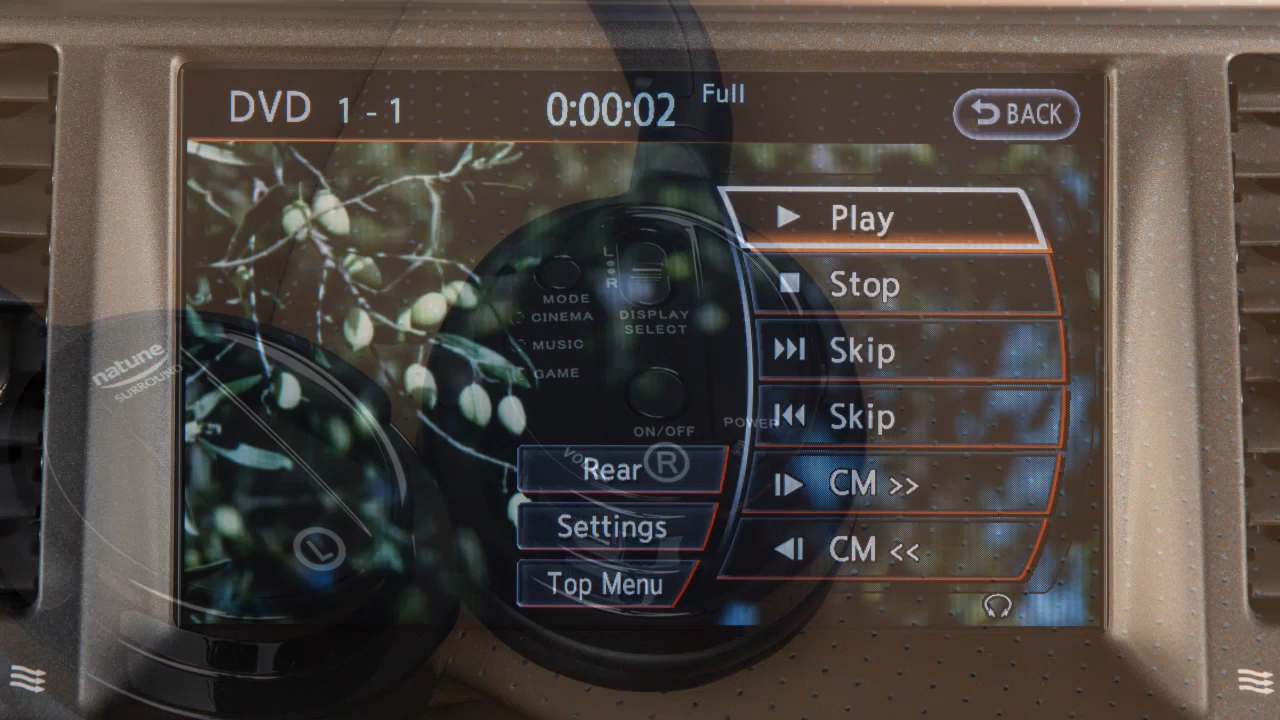 DVD 1 - 1 0:00:02 Full BACK
Play
Stop
Skip
Skip
CM >>
CM <<
Rear
Settings
Top Menu
L
R
MODE
CINEMA
MUSIC
GAME
DISPLAY
SELECT
ON/OFF
POWER
R
natune
SURROUND
L